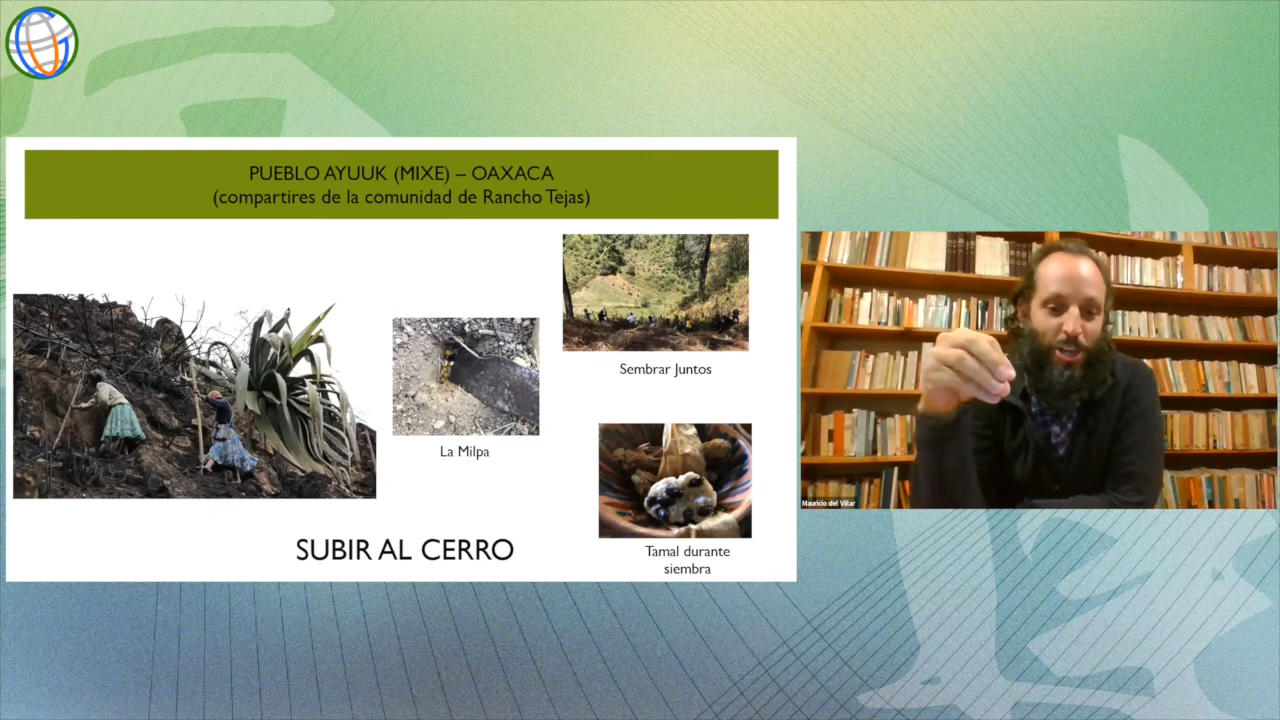 PUEBLO AYUUK (MIXE) – OAXACA
(compartires de la comunidad de Rancho Tejas)
Sembrar Juntos
La Milpa
SUBIR AL CERRO
Tamal durante
siembra
Mauricio del Villar